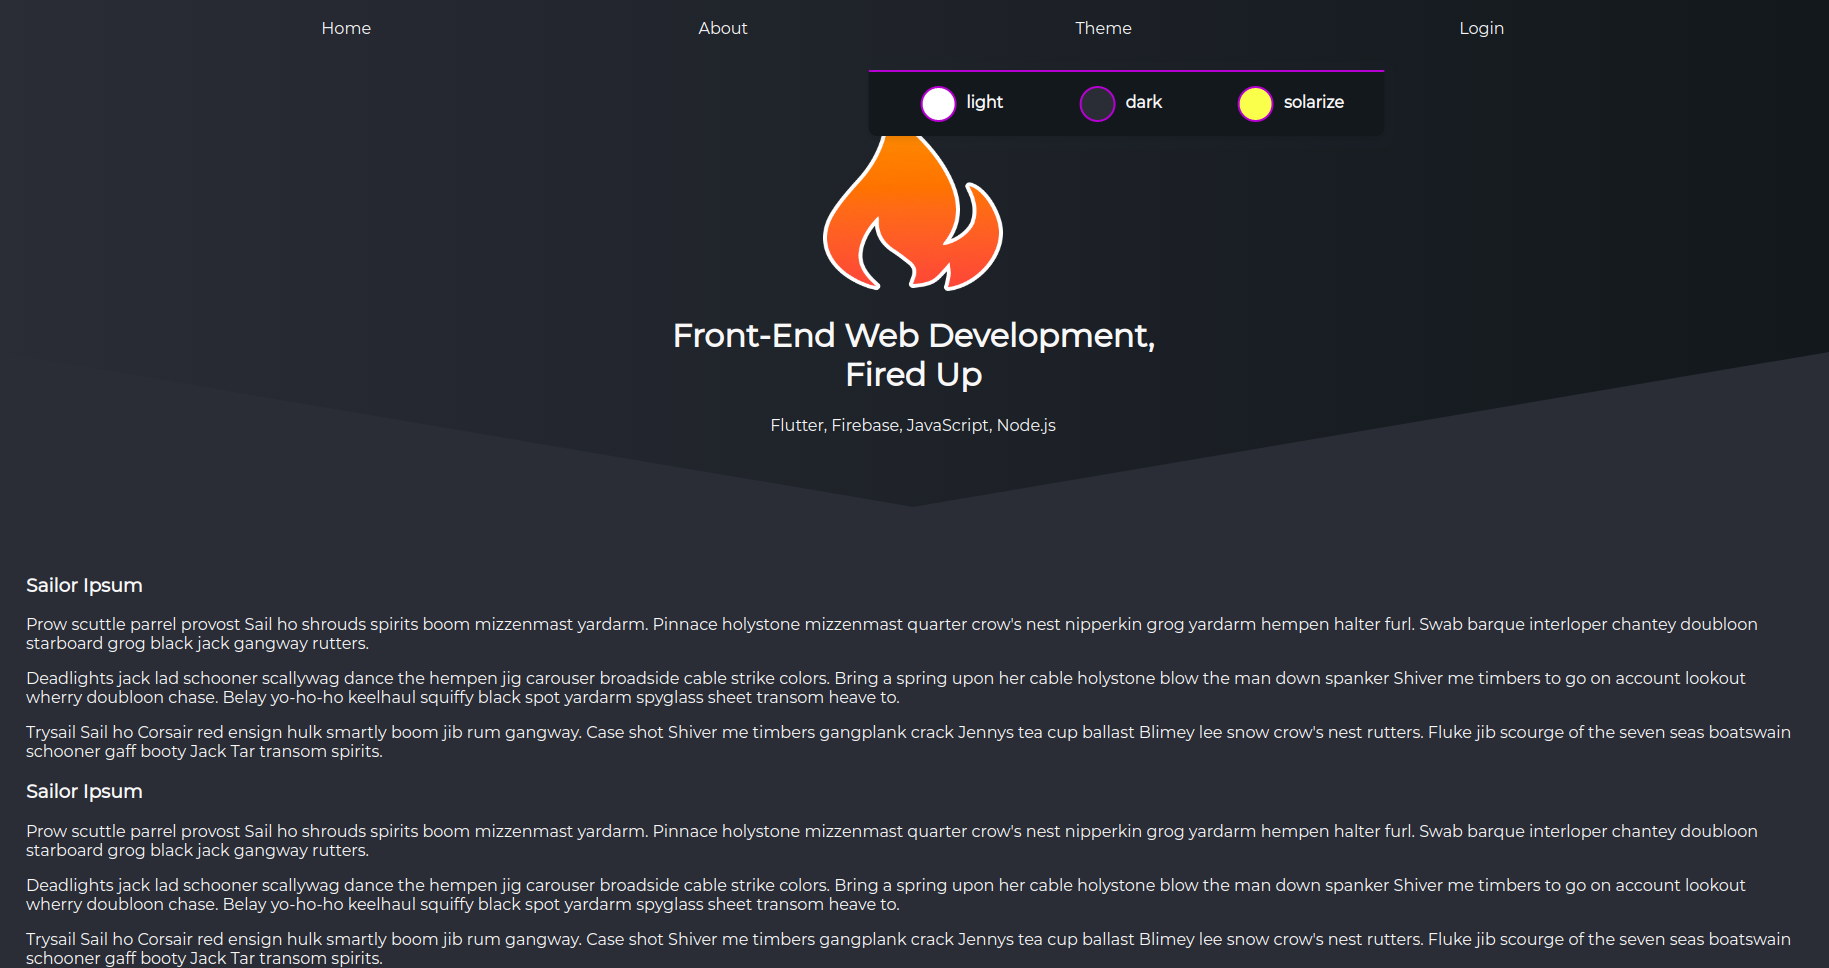 Home About Theme Login
light dark solarize
Front-End Web Development,
Fired Up
Flutter, Firebase, JavaScript, Node.js
Sailor Ipsum
Prow scuttle parrel provost Sail ho shrouds spirits boom mizzenmast yardarm. Pinnace holystone mizzenmast quarter crow's nest nipperkin grog yardarm hempen halter furl. Swab barque interloper chantey doubloon
starboard grog black jack gangway rutters.
Deadlights jack lad schooner scallywag dance the hempen jig carouser broadside cable strike colors. Bring a spring upon her cable holystone blow the man down spanker Shiver me timbers to go on account lookout
wherry doubloon chase. Belay yo-ho-ho keelhaul squiffy black spot yardarm spyglass sheet transom heave to.
Trysail Sail ho Corsair red ensign hulk smartly boom jib rum gangway. Case shot Shiver me timbers gangplank crack Jennys tea cup ballast Blimey lee snow crow's nest rutters. Fluke jib scourge of the seven seas boatswain
schooner gaff booty Jack Tar transom spirits.
Sailor Ipsum
Prow scuttle parrel provost Sail ho shrouds spirits boom mizzenmast yardarm. Pinnace holystone mizzenmast quarter crow's nest nipperkin grog yardarm hempen halter furl. Swab barque interloper chantey doubloon
starboard grog black jack gangway rutters.
Deadlights jack lad schooner scallywag dance the hempen jig carouser broadside cable strike colors. Bring a spring upon her cable holystone blow the man down spanker Shiver me timbers to go on account lookout
wherry doubloon chase. Belay yo-ho-ho keelhaul squiffy black spot yardarm spyglass sheet transom heave to.
Trysail Sail ho Corsair red ensign hulk smartly boom jib rum gangway. Case shot Shiver me timbers gangplank crack Jennys tea cup ballast Blimey lee snow crow's nest rutters. Fluke jib scourge of the seven seas boatswain
schooner gaff booty Jack Tar transom spirits.